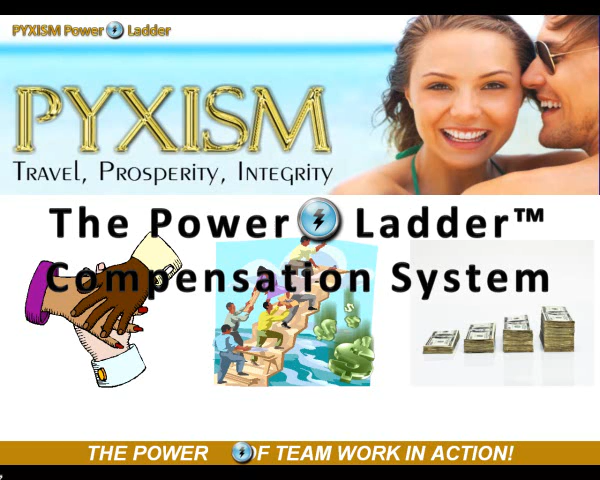 PYXISM Power Ladder
PYXISM
Travel, Prosperity, Integrity
The Power Ladder™
Compensation System
THE POWER OF TEAM WORK IN ACTION!